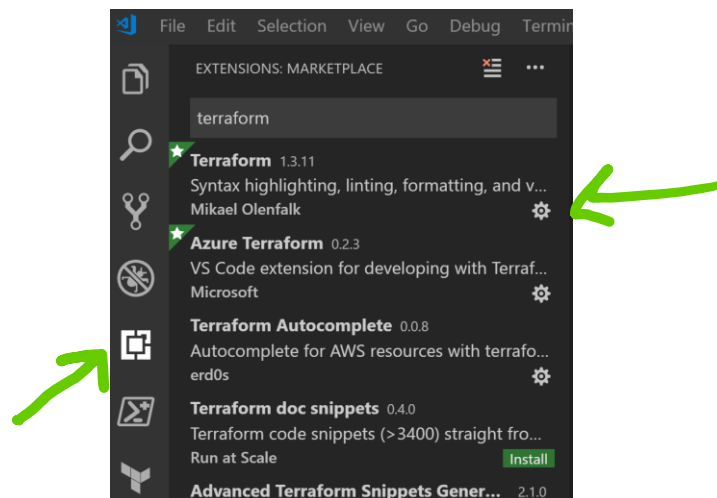 File Edit Selection View Go Debug Termin
EXTENSIONS: MARKETPLACE
terraform
Terraform 1.3.11
Syntax highlighting, linting, formatting, and v...
Mikael Olenfalk
Azure Terraform 0.2.3
VS Code extension for developing with Terraf...
Microsoft
Terraform Autocomplete 0.0.8
Autocomplete for AWS resources with terrafo...
erd0s
Terraform doc snippets 0.4.0
Terraform code snippets (>3400) straight fro...
Run at Scale Install
Advanced Terraform Snippets Gener... 2.1.0